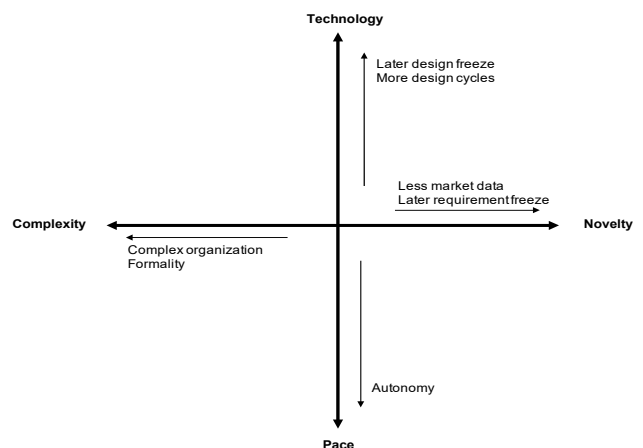 Technology
Later design freeze
More design cycles
Less market data
Later requirement freeze
Complexity
Novelty
Complex organization
Formality
Autonomy
Pace